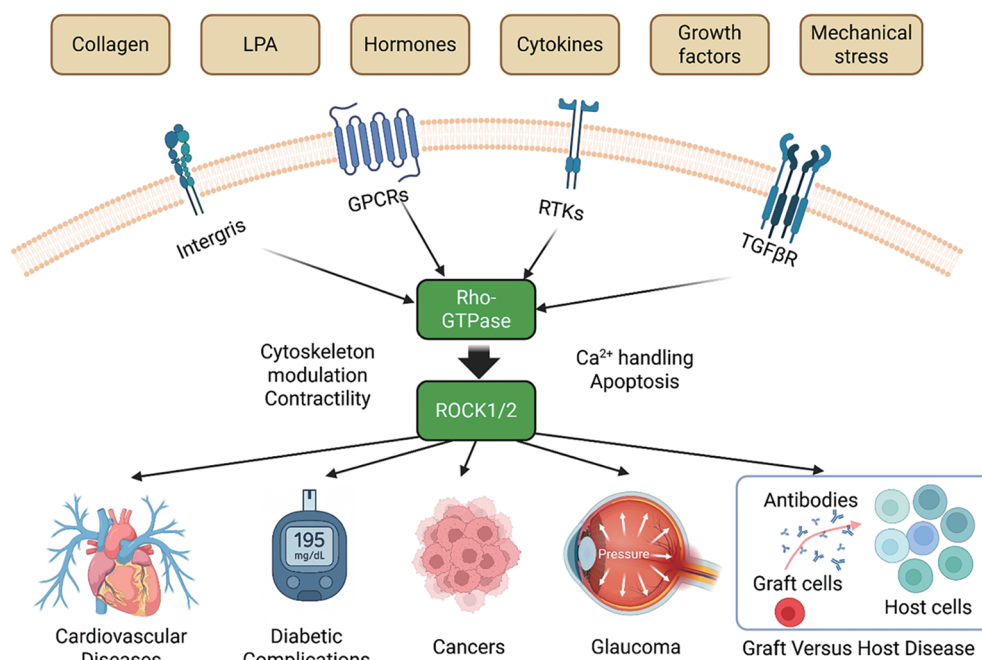 Collagen
LPA
Hormones
Cytokines
Growth
factors
Mechanical
stress
Intergris
GPCRs
RTKs
TGFβR
Rho-
GTPase
Cytoskeleton
modulation
Contractility
Ca²⁺ handling
Apoptosis
ROCK1/2
195
mg/dL
Pressure
Antibodies
Graft cells
Host cells
Cardiovascular
Diseases
Diabetic
Complications
Cancers
Glaucoma
Graft Versus Host Disease